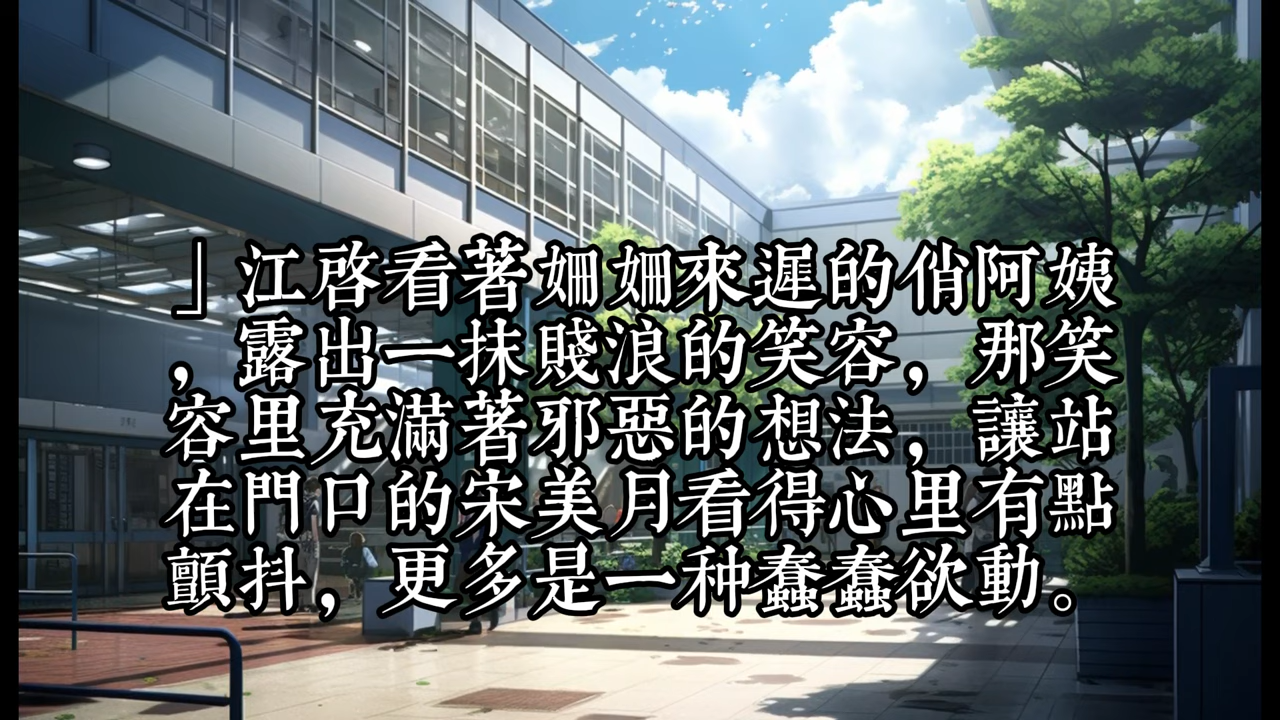 」江啓看著姍姍來遲的俏阿姨
，露出一抹賤浪的笑容，那笑
容里充滿著邪惡的想法，讓站
在門口的宋美月看得心里有點
顫抖，更多是一种蠢蠢欲動。